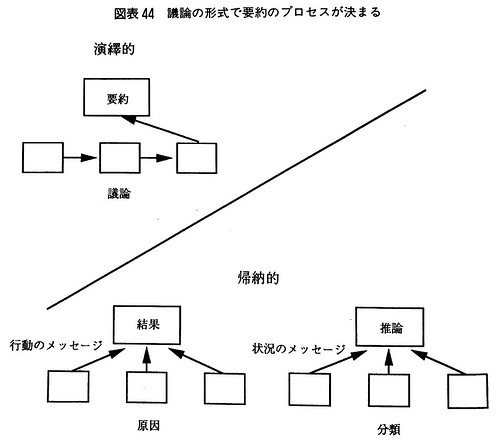 図表44 議論の形式で要約のプロセスが決まる
演繹的
要約
議論
帰納的
結果
行動のメッセージ
原因
推論
状況のメッセージ
分類